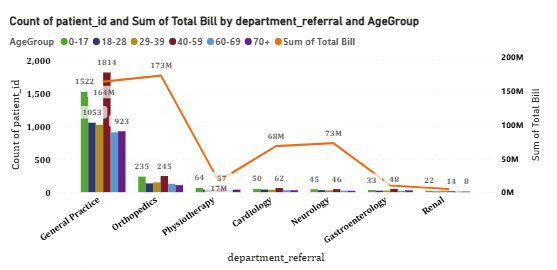 Count of patient_id and Sum of Total Bill by department_referral and AgeGroup
AgeGroup 0-17 18-28 29-39 40-59 60-69 70+ Sum of Total Bill
2,000
1,500
1,000
500
0
Count of patient_id
200M
150M
100M
50M
0M
Sum of Total Bill
1814
173M
1522
164M
1053
923
68M
73M
235
245
64
57
17M
50
62
45
46
33
48
22
14
8
General Practice
Orthopedics
Physiotherapy
Cardiology
Neurology
Gastroenterology
Renal
department_referral